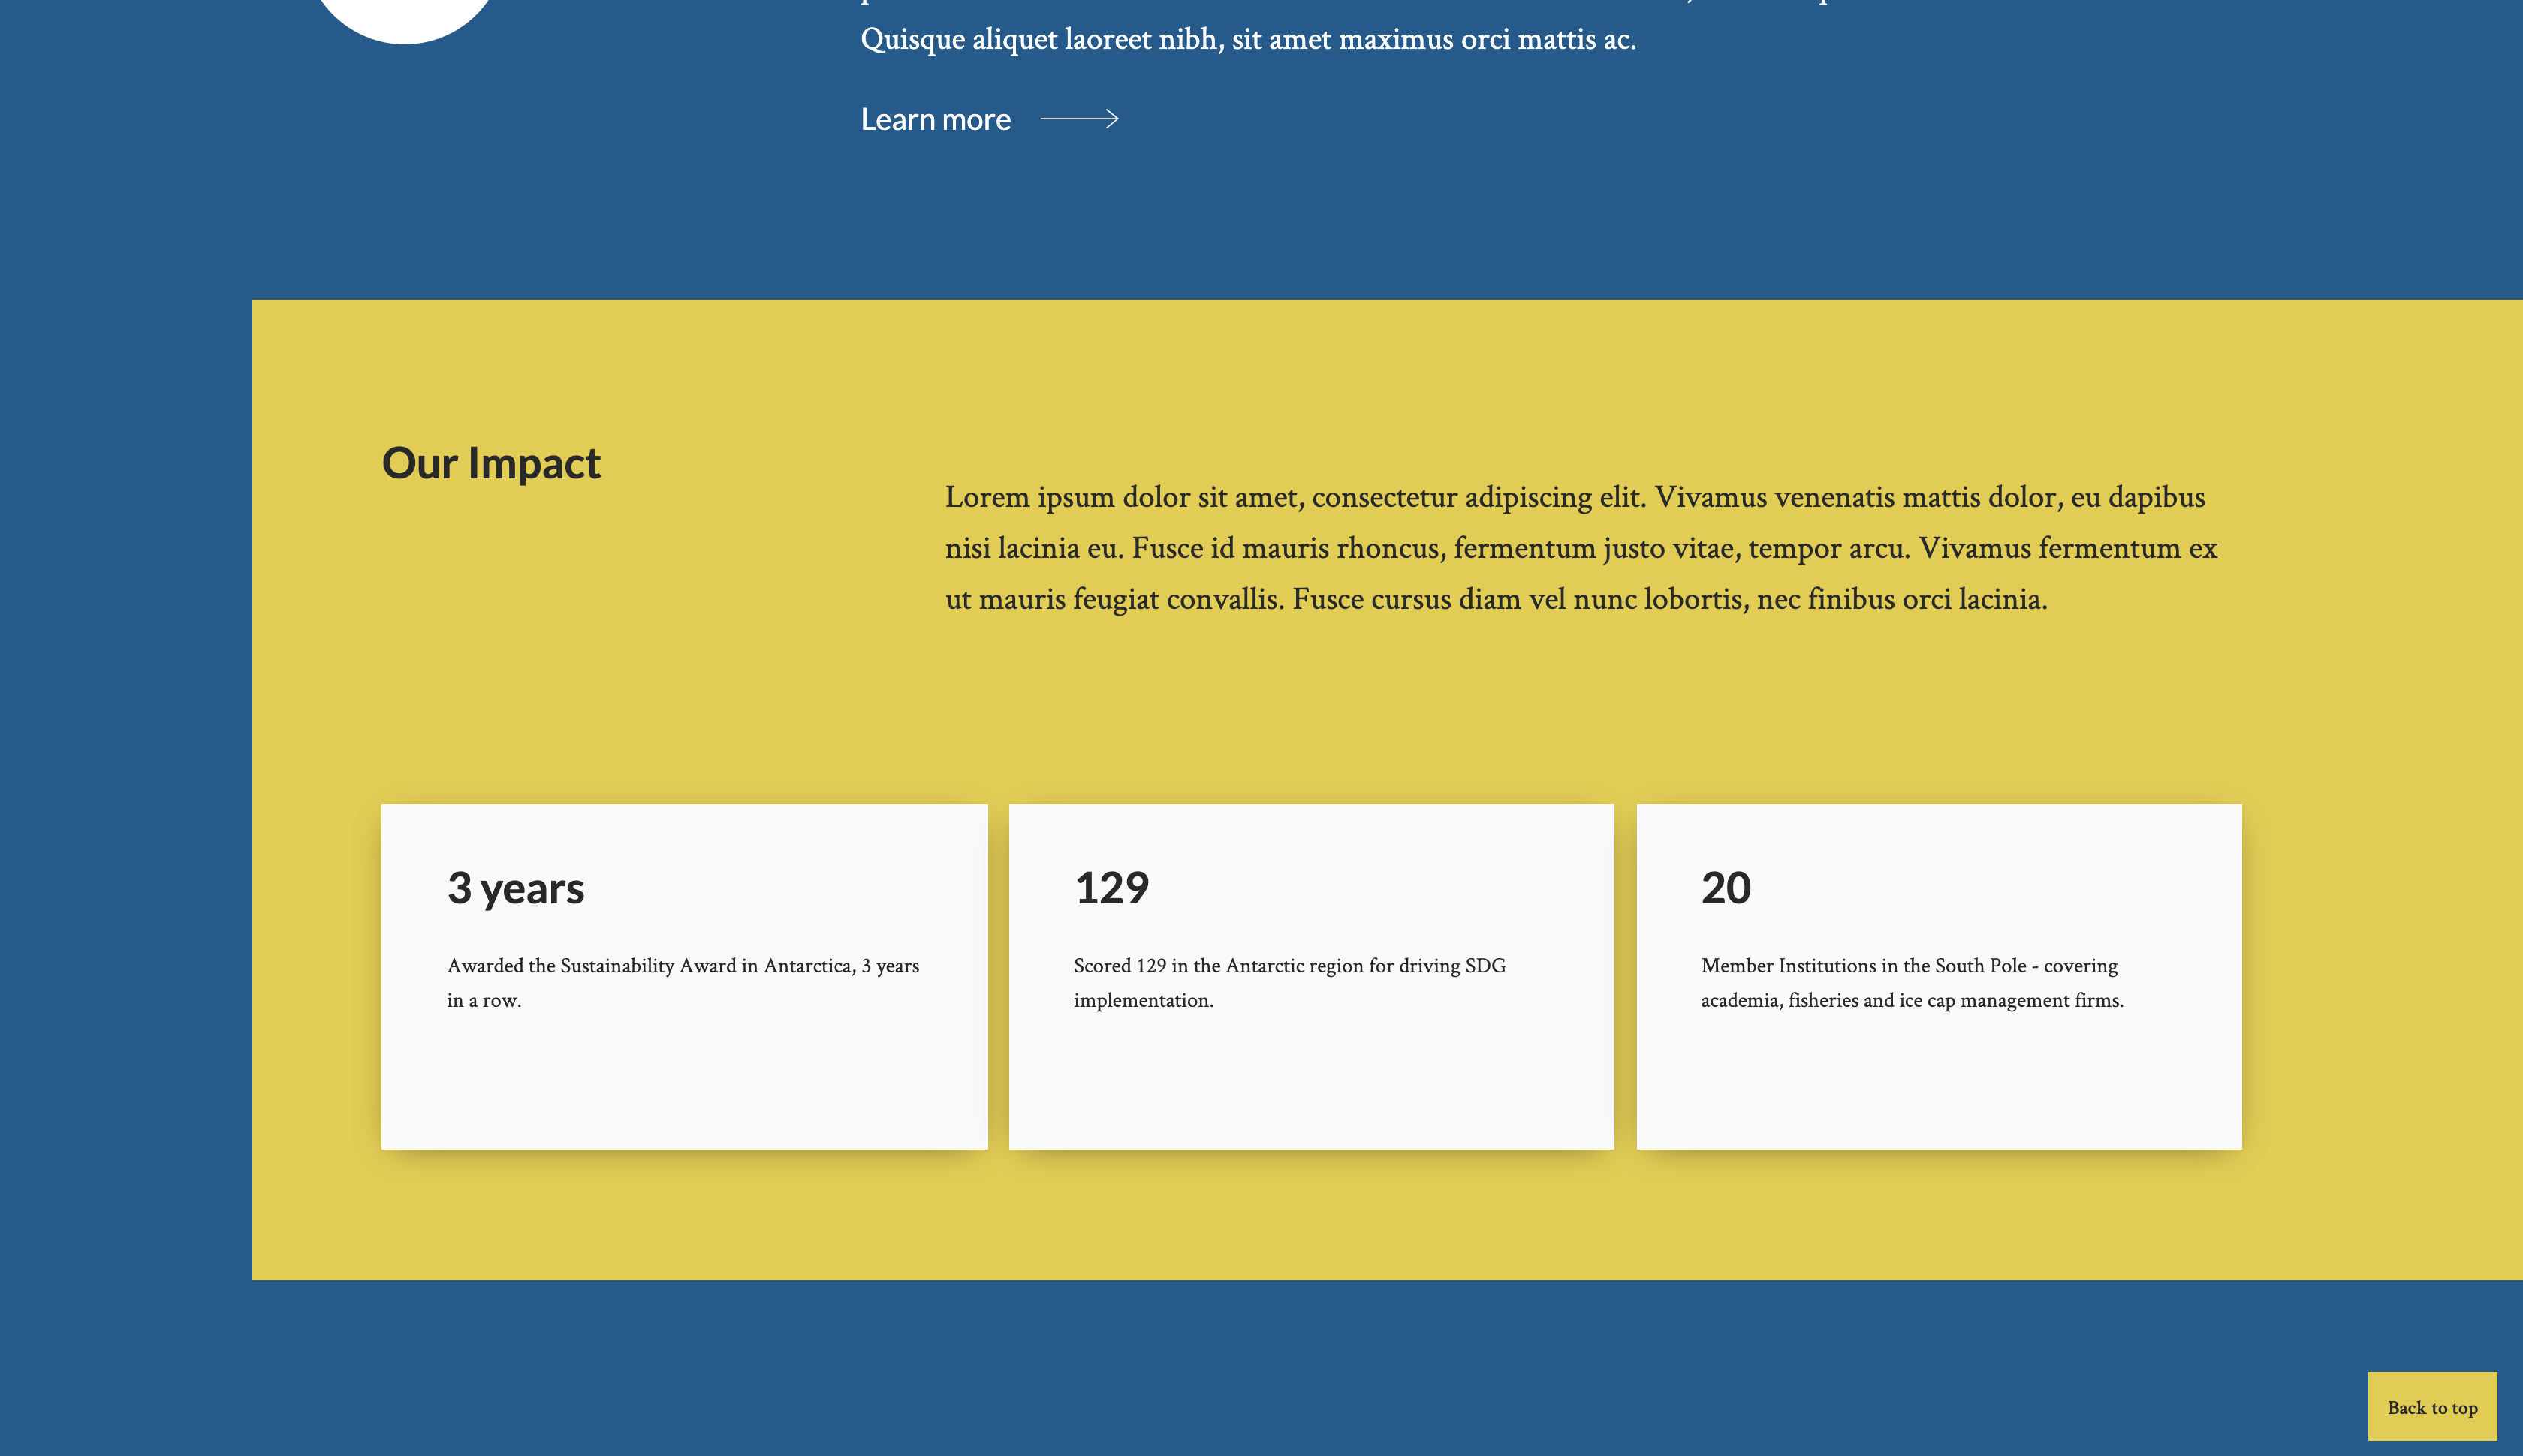 Quisque aliquet laoreet nibh, sit amet maximus orci mattis ac.
Learn more
Our Impact
Lorem ipsum dolor sit amet, consectetur adipiscing elit. Vivamus venenatis mattis dolor, eu dapibus
nisi lacinia eu. Fusce id mauris rhoncus, fermentum justo vitae, tempor arcu. Vivamus fermentum ex
ut mauris feugiat convallis. Fusce cursus diam vel nunc lobortis, nec finibus orci lacinia.
3 years
Awarded the Sustainability Award in Antarctica, 3 years
in a row.
129
Scored 129 in the Antarctic region for driving SDG
implementation.
20
Member Institutions in the South Pole - covering
academia, fisheries and ice cap management firms.
Back to top